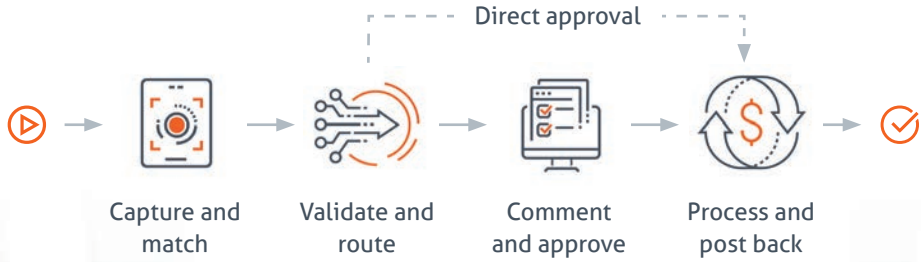 Direct approval
Capture and
match
Validate and
route
Comment
and approve
Process and
post back
$